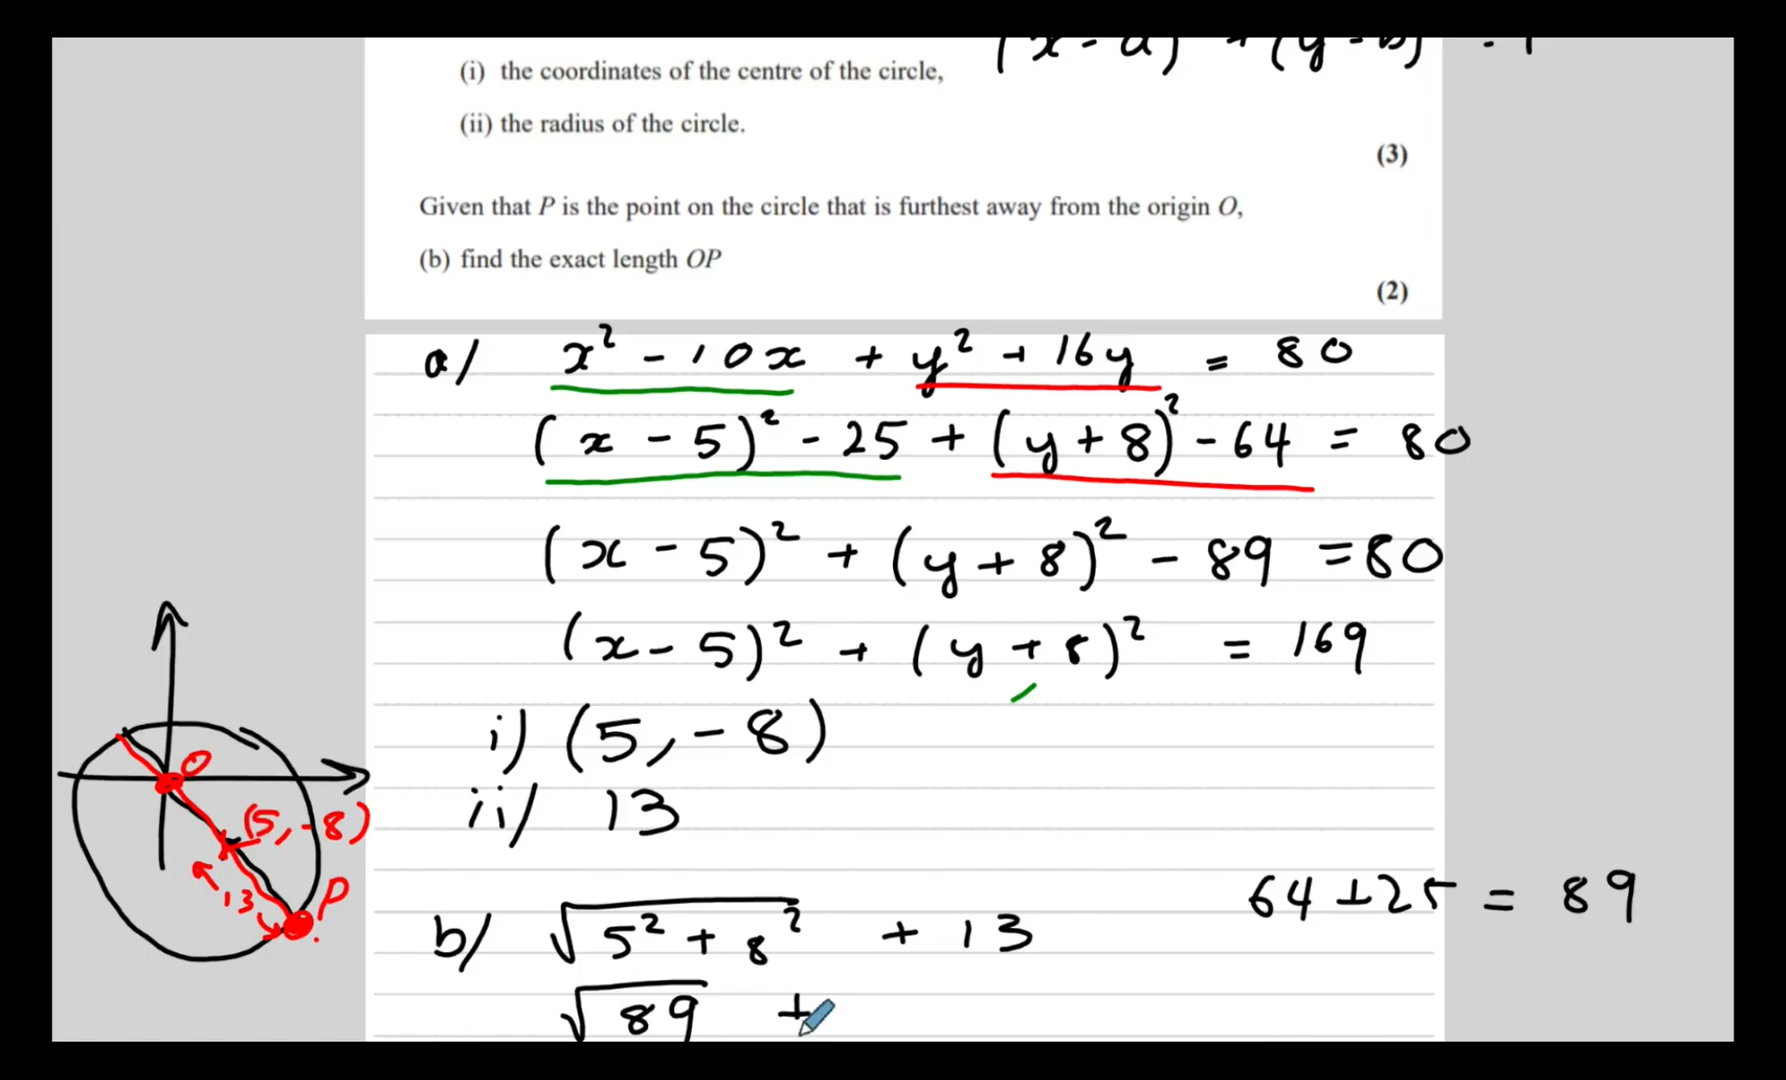 (x - a) + (y - b)
(i) the coordinates of the centre of the circle,
(ii) the radius of the circle.
(3)
Given that P is the point on the circle that is furthest away from the origin O,
(b) find the exact length OP
(2)
a/ x² - 10x + y² + 16y = 80
(x - 5)² - 25 + (y + 8)² - 64 = 80
(x - 5)² + (y + 8)² - 89 = 80
(x - 5)² + (y + 8)² = 169
i) (5, -8)
ii/ 13
O
(5, -8)
13
P
64 + 25 = 89
b/ √5² + 8² + 13
√89 +